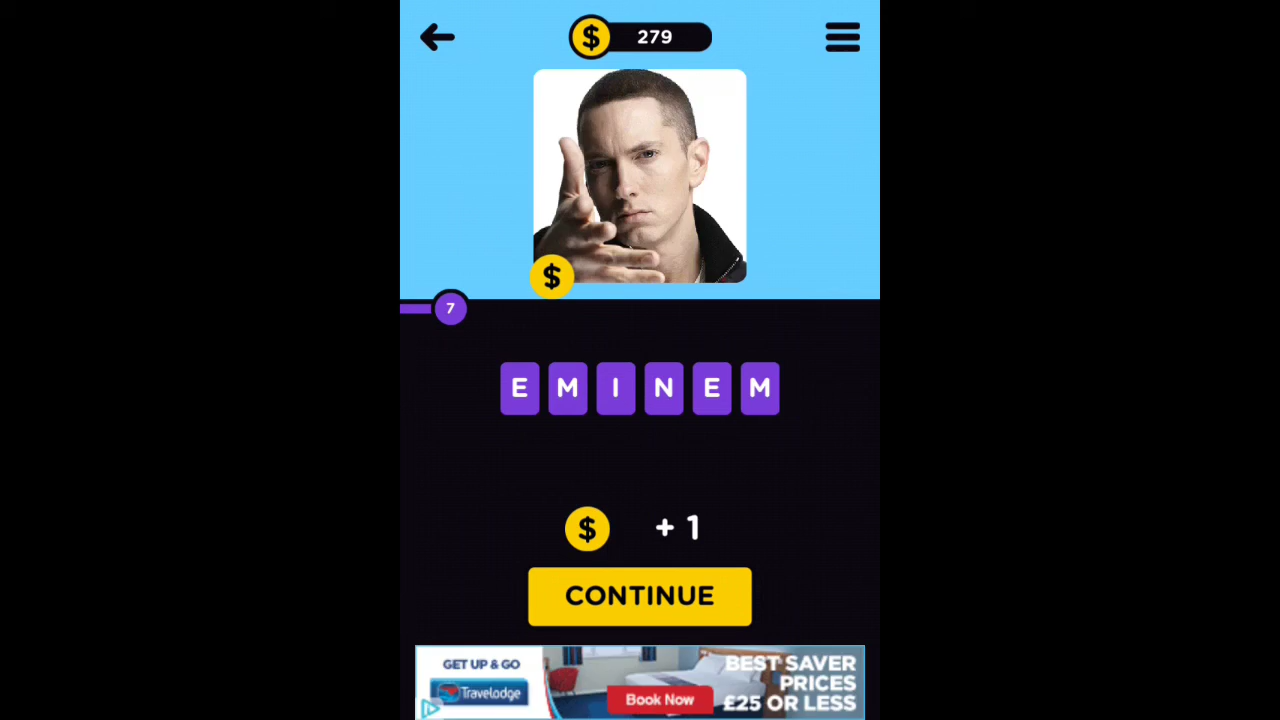 $ 279
$
7
E M I N E M
$ + 1
CONTINUE
GET UP & GO
Travelodge
Book Now
BEST SAVER
PRICES
£25 OR LESS